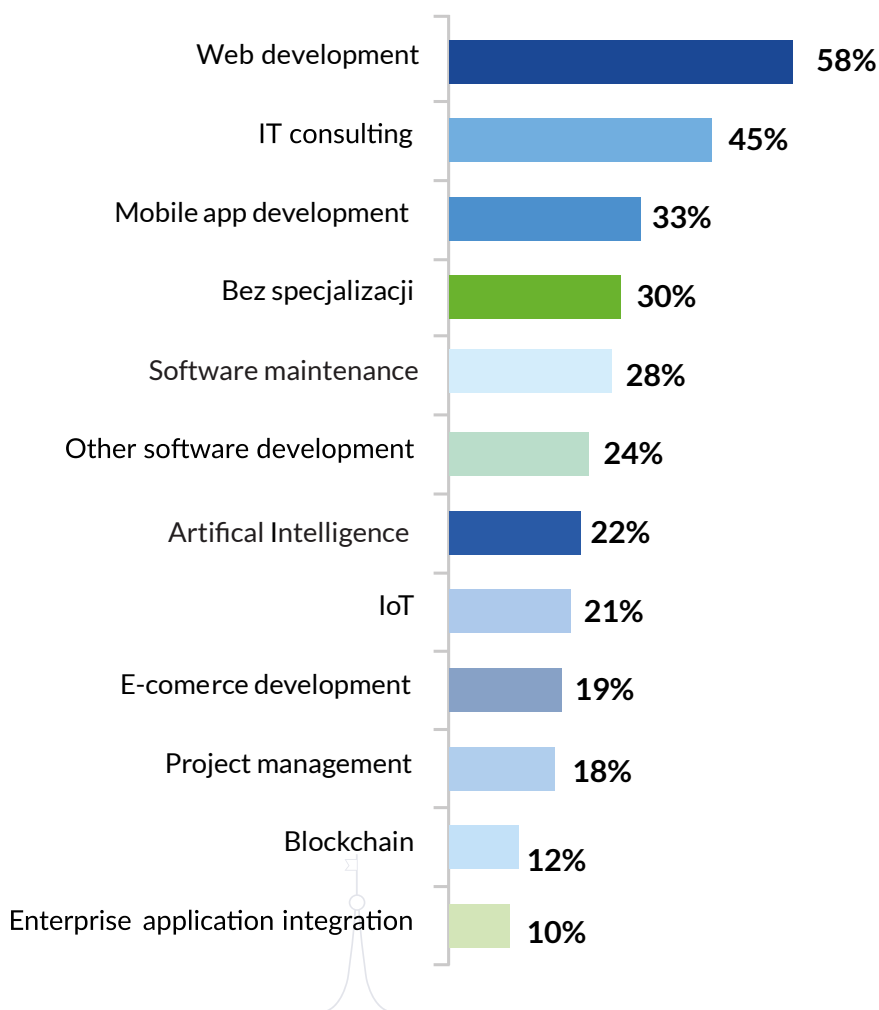 Web development 58%
IT consulting 45%
Mobile app development 33%
Bez specjalizacji 30%
Software maintenance 28%
Other software development 24%
Artifical Intelligence 22%
IoT 21%
E-comerce development 19%
Project management 18%
Blockchain 12%
Enterprise application integration 10%